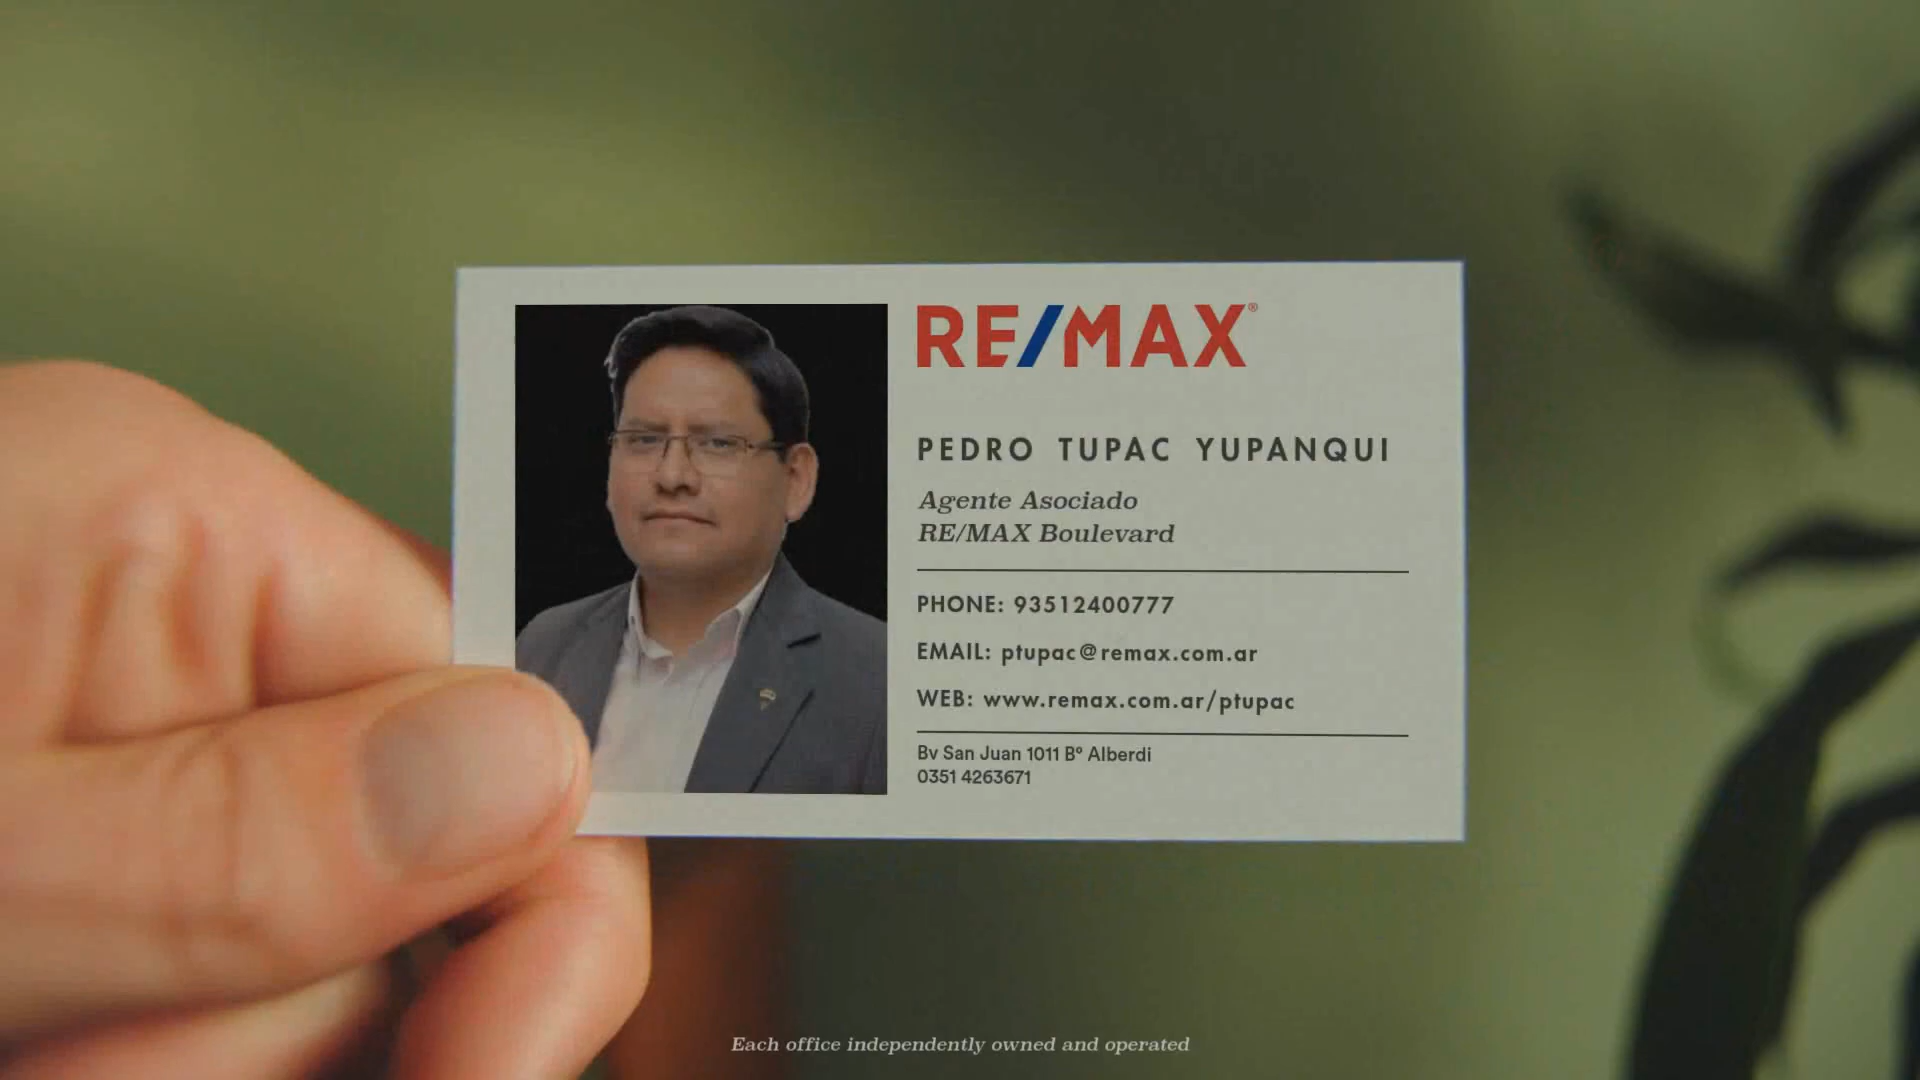 RE/MAX®
PEDRO TUPAC YUPANQUI
Agente Asociado
RE/MAX Boulevard
PHONE: 93512400777
EMAIL: ptupac@remax.com.ar
WEB: www.remax.com.ar/ptupac
Bv San Juan 1011 Bº Alberdi
0351 4263671
Each office independently owned and operated